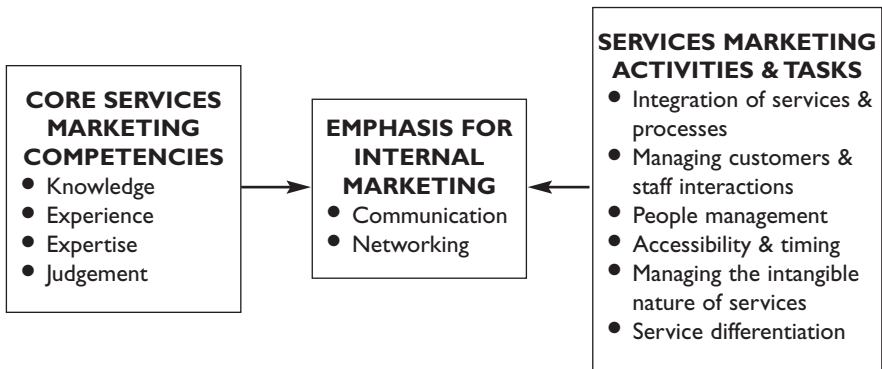 CORE SERVICES
MARKETING
COMPETENCIES
● Knowledge
● Experience
● Expertise
● Judgement
EMPHASIS FOR
INTERNAL
MARKETING
● Communication
● Networking
SERVICES MARKETING
ACTIVITIES & TASKS
● Integration of services &
processes
● Managing customers &
staff interactions
● People management
● Accessibility & timing
● Managing the intangible
nature of services
● Service differentiation